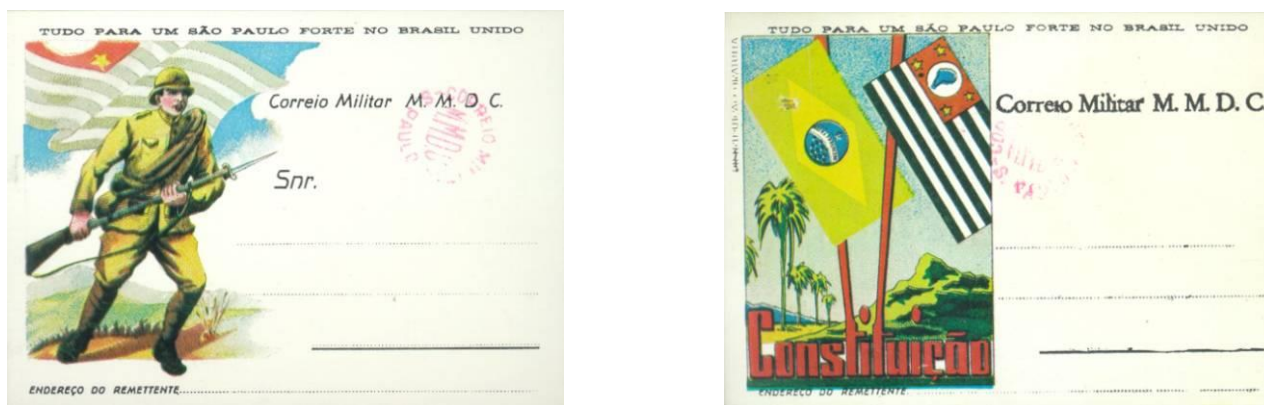 TUDO PARA UM SÃO PAULO FORTE NO BRASIL UNIDO
Correio Militar M. M. D. C.
Snr.
ENDEREÇO DO REMETTENTE
TUDO PARA UM SÃO PAULO FORTE NO BRASIL UNIDO
Correio Militar M. M. D. C
Constituição
ENDEREÇO DO REMETTENTE